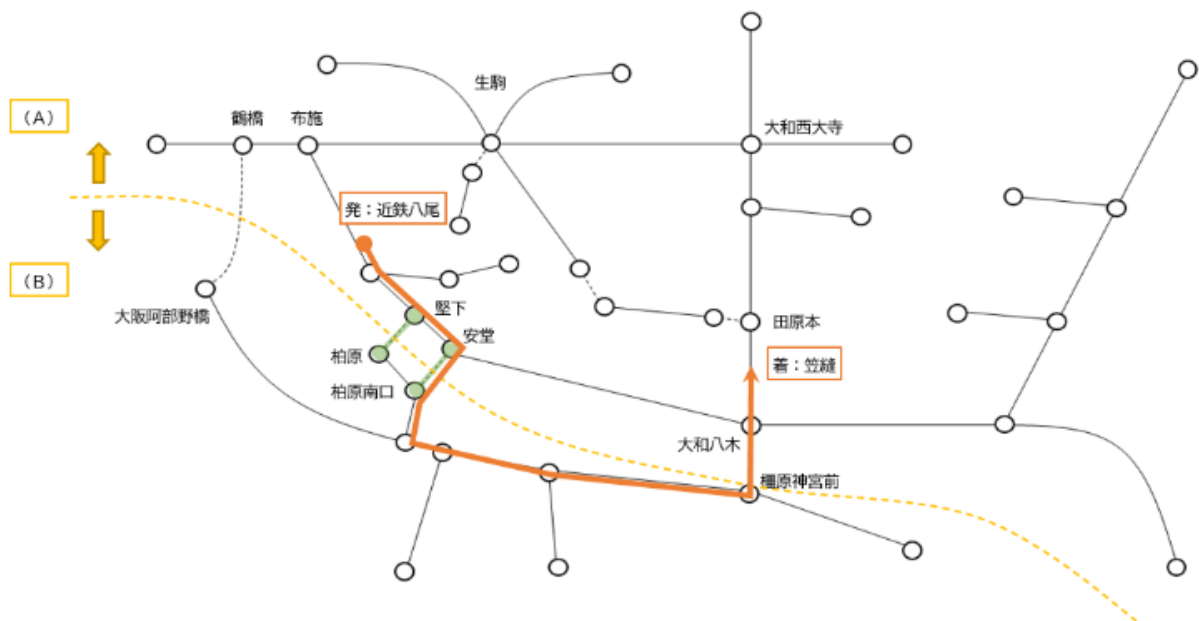 生駒
(A)
鶴橋
布施
大和西大寺
発：近鉄八尾
(B)
大阪阿部野橋
堅下
田原本
安堂
柏原
着：笠縫
柏原南口
大和八木
橿原神宮前